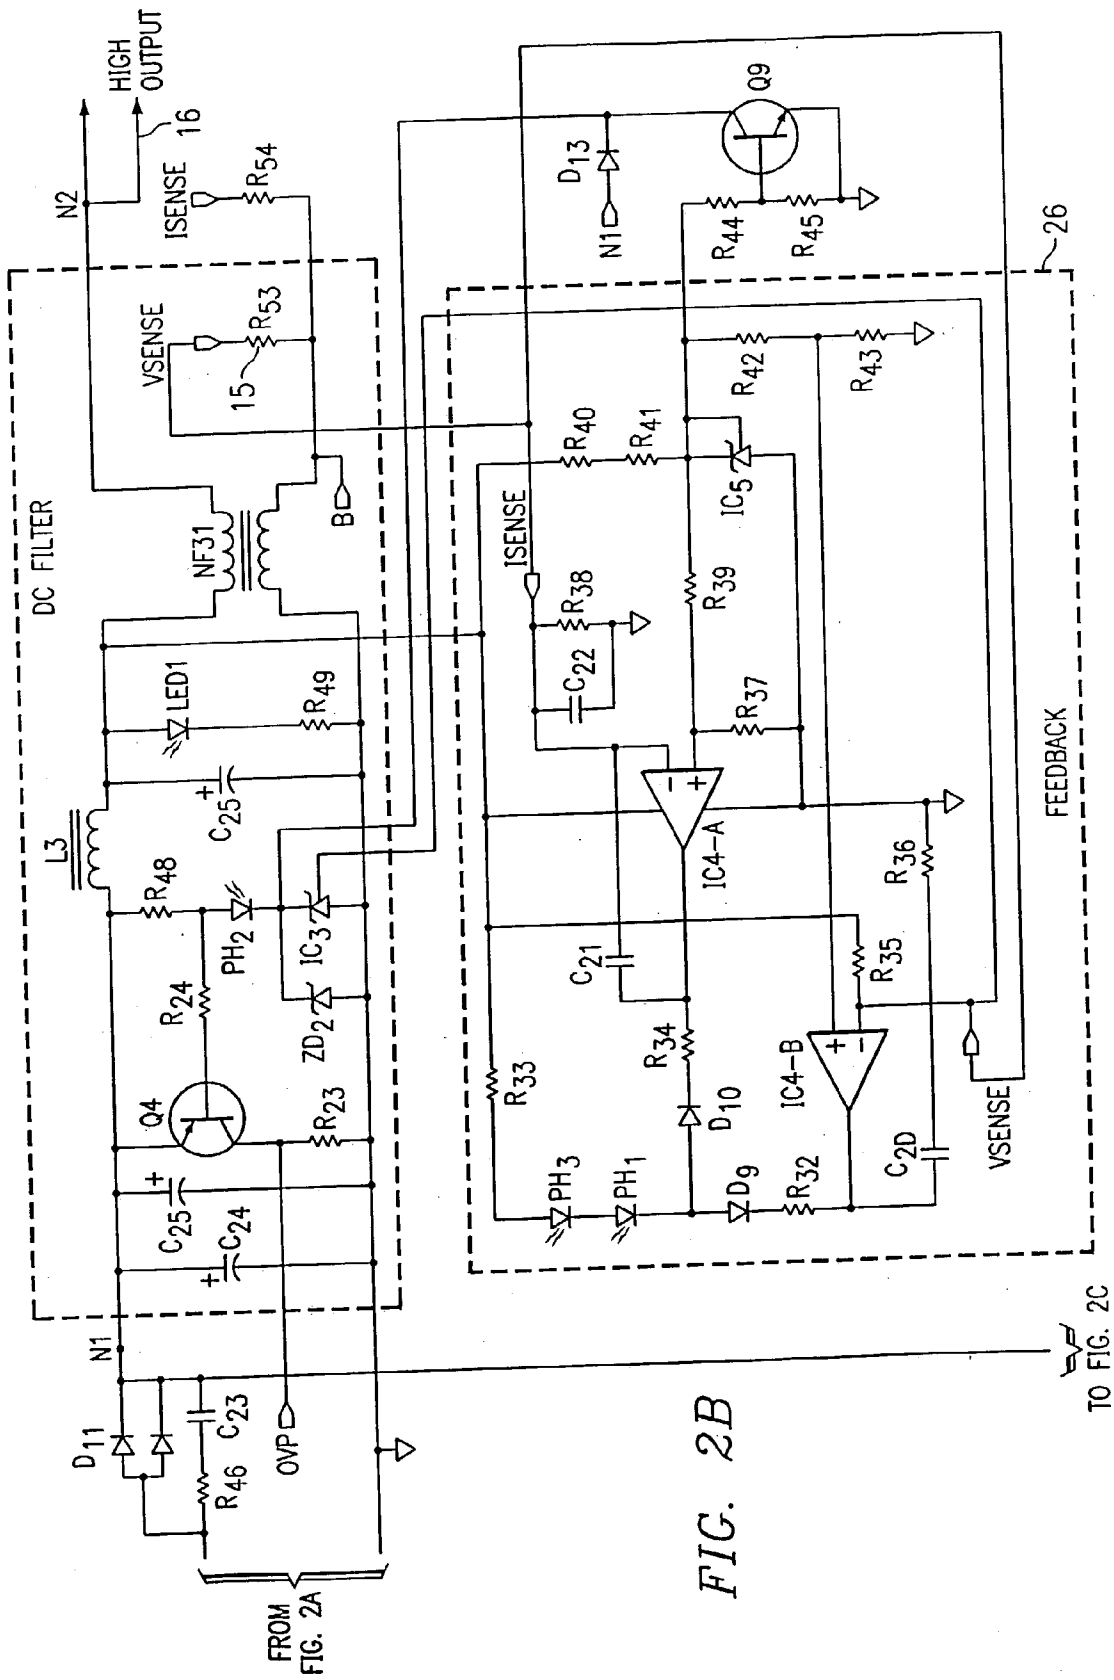 DC FILTER
HIGH
OUTPUT
16
N2
ISENSE
R54
VSENSE
15
R53
B
NF31
LED1
R49
L3
C25
+
R48
PH2
IC3
ZD2
R24
Q4
R23
+
C25
+
C24
N1
D11
C23
R46
OVP
FROM
FIG. 2A
D13
N1
Q9
R44
R45
26
R42
R43
R40
R41
IC5
ISENSE
R38
C22
R39
R37
−
+
IC4-A
C21
R36
R35
R34
R33
IC4-B
+
−
D10
PH3
PH1
D9
R32
C2D
VSENSE
FEEDBACK
TO FIG. 2C
FIG. 2B